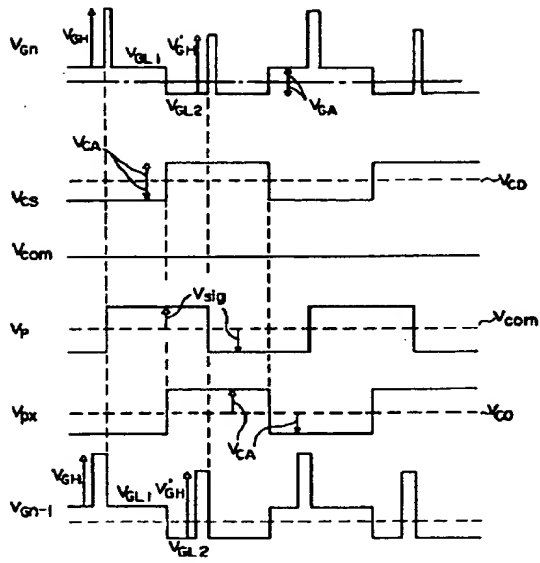 VGn VGH VGL1 V*GH VGL2 VGA
VCA
VCS VCD
Vcom
Vsig
Vp Vcom
Vpx VCA VCD
VGH VGL1 V*GH
VGn-1 VGL2